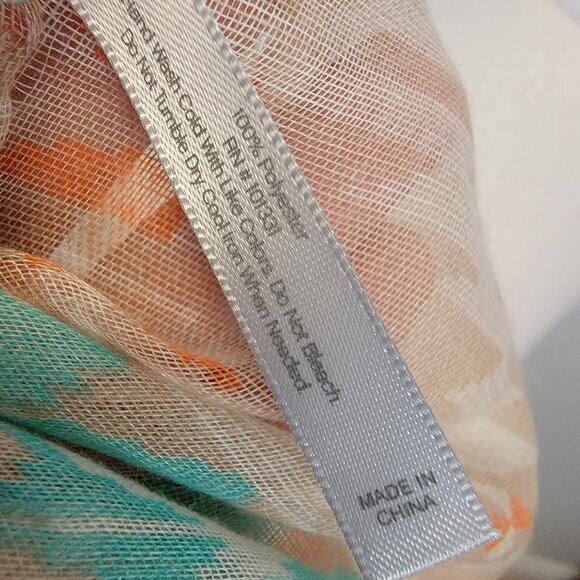 100% Polyester
RN # 101331
Hand Wash Cold With Like Colors. Do Not Bleach.
Do Not Tumble Dry. Cool Iron When Needed.
MADE IN
CHINA